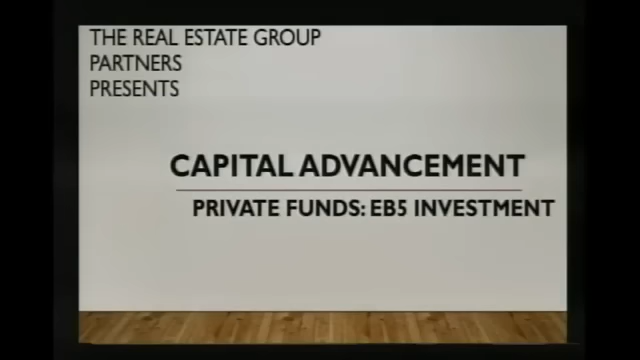 THE REAL ESTATE GROUP
PARTNERS
PRESENTS
CAPITAL ADVANCEMENT
PRIVATE FUNDS: EB5 INVESTMENT